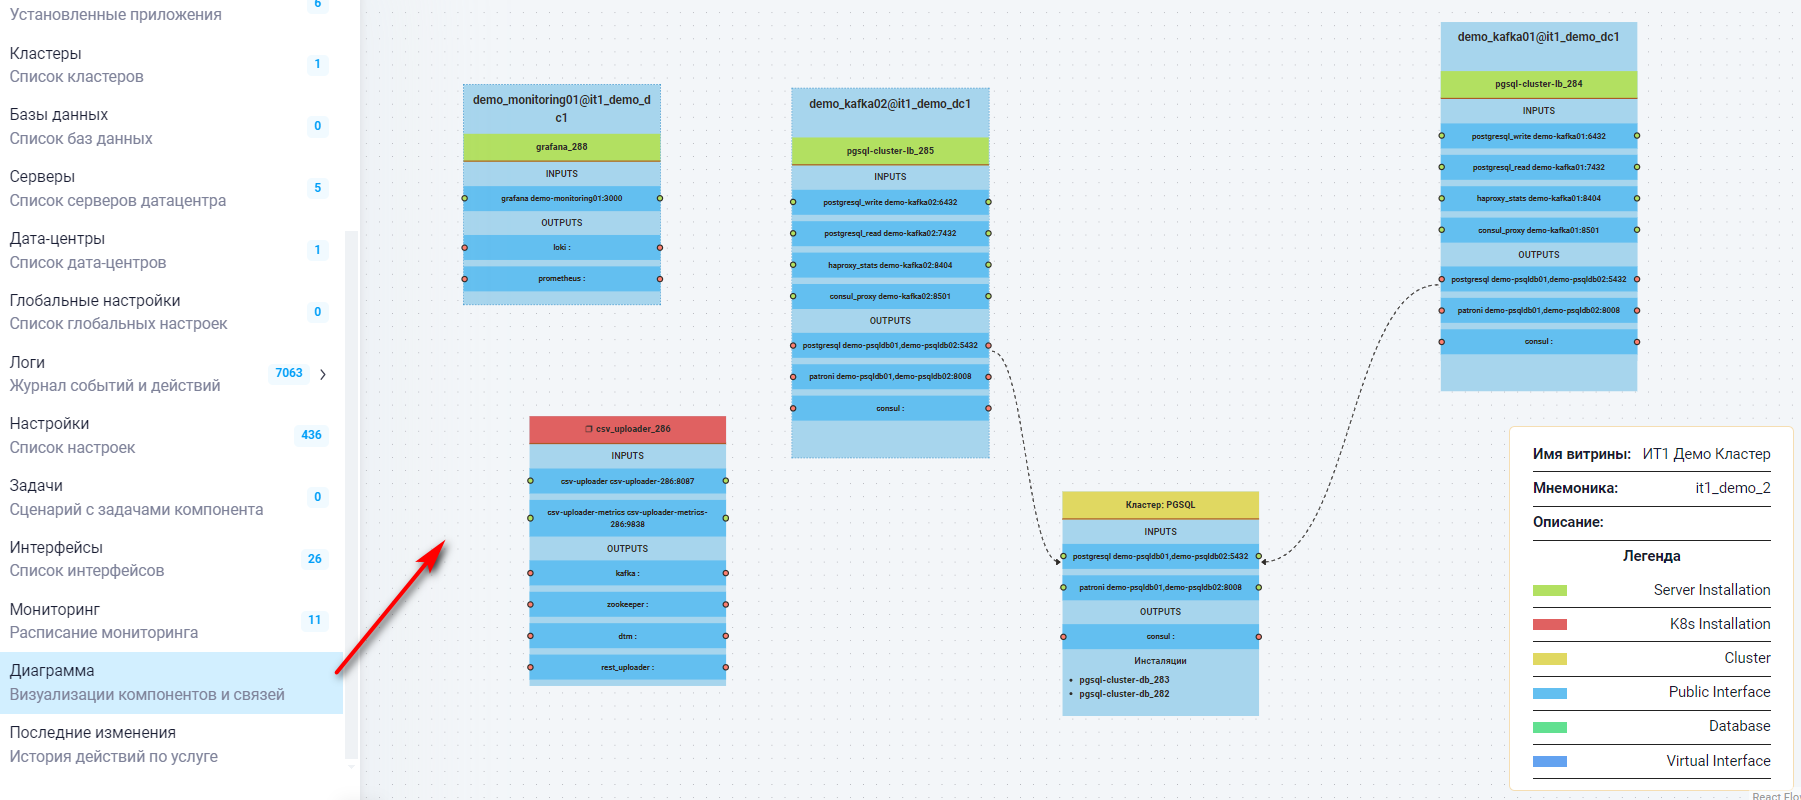 6
Установленные приложения
Кластеры
1
Список кластеров
Базы данных
0
Список баз данных
Серверы
5
Список серверов датацентра
Дата-центры
1
Список дата-центров
Глобальные настройки
0
Список глобальных настроек
Логи
7063
Журнал событий и действий
Настройки
436
Список настроек
Задачи
0
Сценарий с задачами компонента
Интерфейсы
26
Список интерфейсов
Мониторинг
11
Расписание мониторинга
Диаграмма
Визуализации компонентов и связей
Последние изменения
История действий по услуге
demo_monitoring01@it1_demo_d
c1
grafana_288
INPUTS
grafana demo-monitoring01:3000
OUTPUTS
loki :
prometheus :
csv_uploader_286
INPUTS
csv-uploader csv-uploader-286:8087
csv-uploader-metrics csv-uploader-metrics-
286:9838
OUTPUTS
kafka :
zookeeper :
dtm :
rest_uploader :
demo_kafka02@it1_demo_dc1
pgsql-cluster-lb_285
INPUTS
postgresql_write demo-kafka02:6432
postgresql_read demo-kafka02:7432
haproxy_stats demo-kafka02:8404
consul_proxy demo-kafka02:8501
OUTPUTS
postgresql demo-psqldb01,demo-psqldb02:5432
patroni demo-psqldb01,demo-psqldb02:8008
consul :
Кластер: PGSQL
INPUTS
postgresql demo-psqldb01,demo-psqldb02:5432
patroni demo-psqldb01,demo-psqldb02:8008
OUTPUTS
consul :
Инсталяции
• pgsql-cluster-db_283
• pgsql-cluster-db_282
demo_kafka01@it1_demo_dc1
pgsql-cluster-lb_284
INPUTS
postgresql_write demo-kafka01:6432
postgresql_read demo-kafka01:7432
haproxy_stats demo-kafka01:8404
consul_proxy demo-kafka01:8501
OUTPUTS
postgresql demo-psqldb01,demo-psqldb02:5432
patroni demo-psqldb01,demo-psqldb02:8008
consul :
Имя витрины: ИТ1 Демо Кластер
Мнемоника: it1_demo_2
Описание:
Легенда
Server Installation
K8s Installation
Cluster
Public Interface
Database
Virtual Interface
React Flo